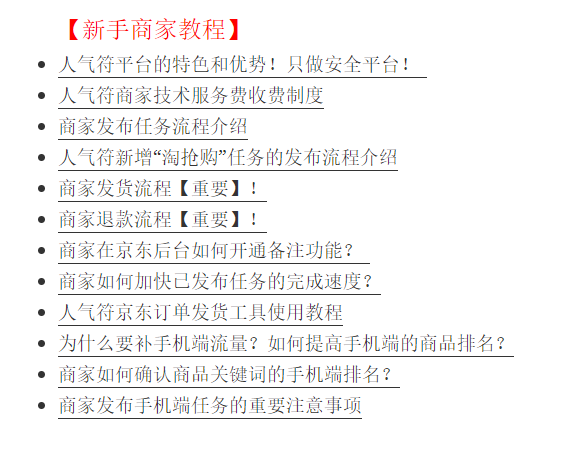 【新手商家教程】
人气符平台的特色和优势！只做安全平台！
人气符商家技术服务费收费制度
商家发布任务流程介绍
人气符新增“淘抢购”任务的发布流程介绍
商家发货流程【重要】！
商家退款流程【重要】！
商家在京东后台如何开通备注功能？
商家如何加快已发布任务的完成速度？
人气符京东订单发货工具使用教程
为什么要补手机端流量？如何提高手机端的商品排名？
商家如何确认商品关键词的手机端排名？
商家发布手机端任务的重要注意事项